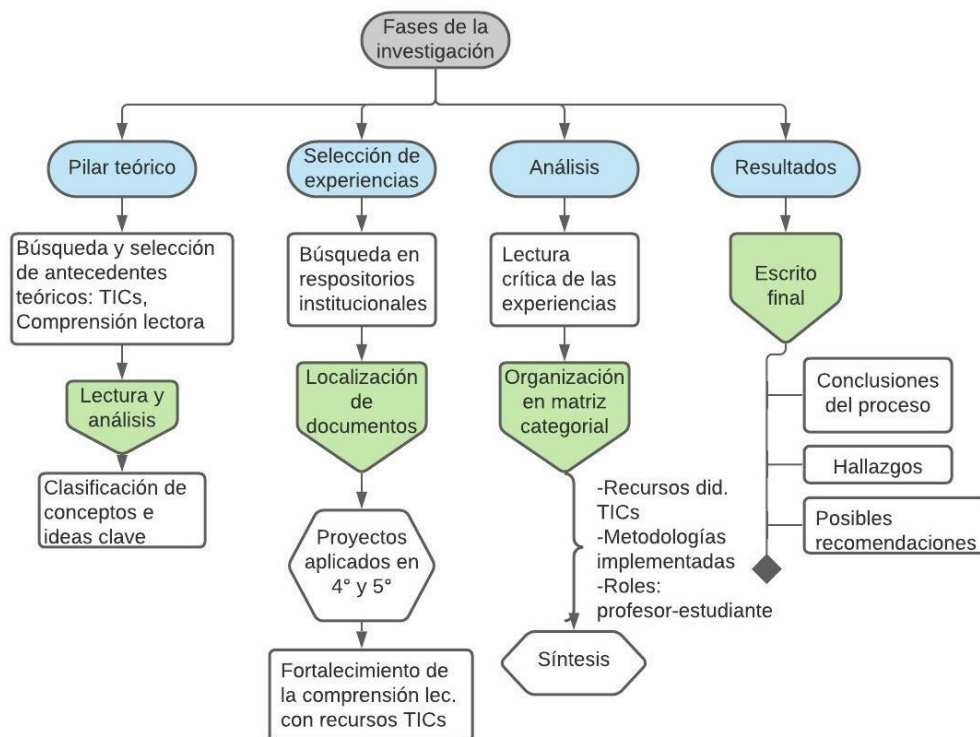 Fases de la
investigación
Pilar teórico
Selección de
experiencias
Análisis
Resultados
Búsqueda y selección
de antecedentes
teóricos: TICs,
Comprensión lectora
Búsqueda en
respositorios
institucionales
Lectura
crítica de las
experiencias
Escrito
final
Lectura y
análisis
Localización
de
documentos
Organización
en matriz
categorial
Conclusiones
del proceso
Clasificación de
conceptos e
ideas clave
Proyectos
aplicados en
4° y 5°
-Recursos did.
TICs
-Metodologías
implementadas
-Roles:
profesor-estudiante
Hallazgos
Posibles
recomendaciones
Fortalecimiento de
la comprensión lec.
con recursos TICs
Síntesis